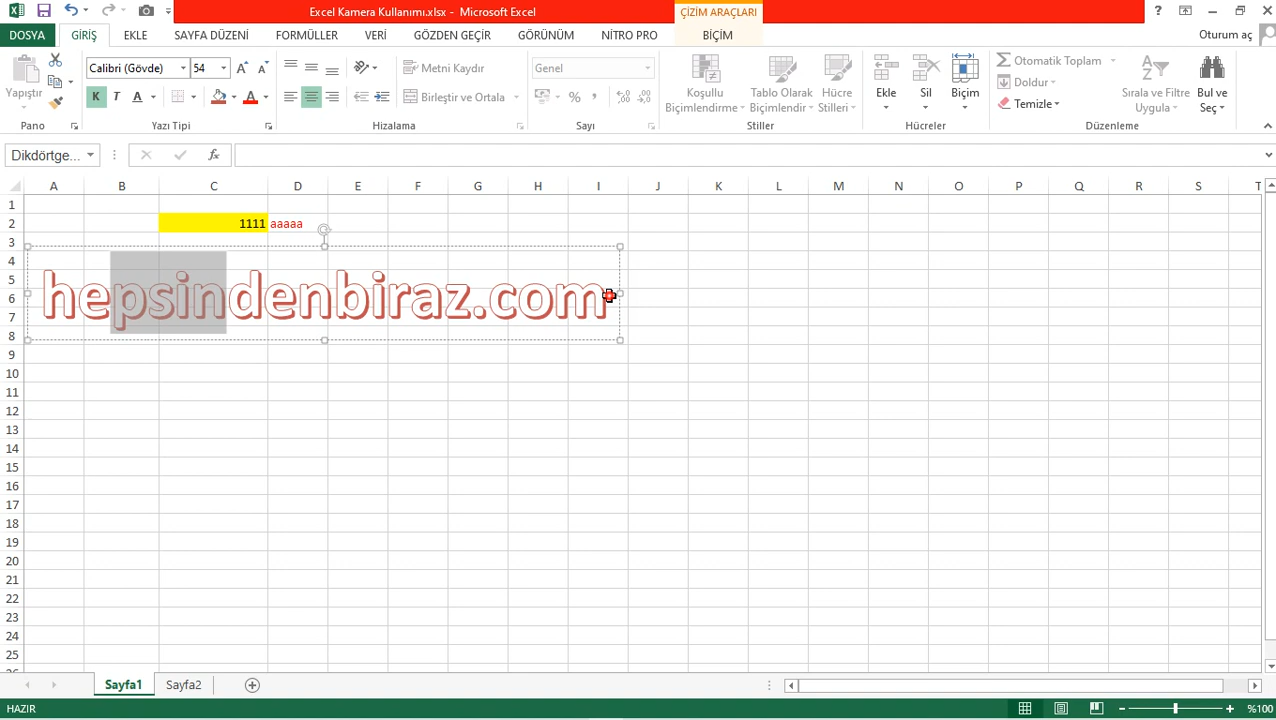 Excel Kamera Kullanımı.xlsx - Microsoft Excel
ÇİZİM ARAÇLARI
?
DOSYA GİRİŞ EKLE SAYFA DÜZENİ FORMÜLLER VERİ GÖZDEN GEÇİR GÖRÜNÜM NITRO PRO BİÇİM Oturum aç
Yapıştır
Calibri (Gövde) 54 A A
K T A A
Metni Kaydır
Birleştir ve Ortala
Genel
%
Koşullu Biçimlendirme
Tablo Olarak Biçimlendir
Hücre Stilleri
Ekle Sil Biçim
Otomatik Toplam
Doldur
Temizle
Sırala ve Filtre Uygula
Bul ve Seç
Pano Yazı Tipi Hizalama Sayı Stiller Hücreler Düzenleme
Dikdörtge... fx
A B C D E F G H I J K L M N O P Q R S T
1
2 1111 aaaaa
3
4
5
6
7
8
hepsindenbiraz.com
9
10
11
12
13
14
15
16
17
18
19
20
21
22
23
24
25
26
Sayfa1 Sayfa2
HAZIR %100